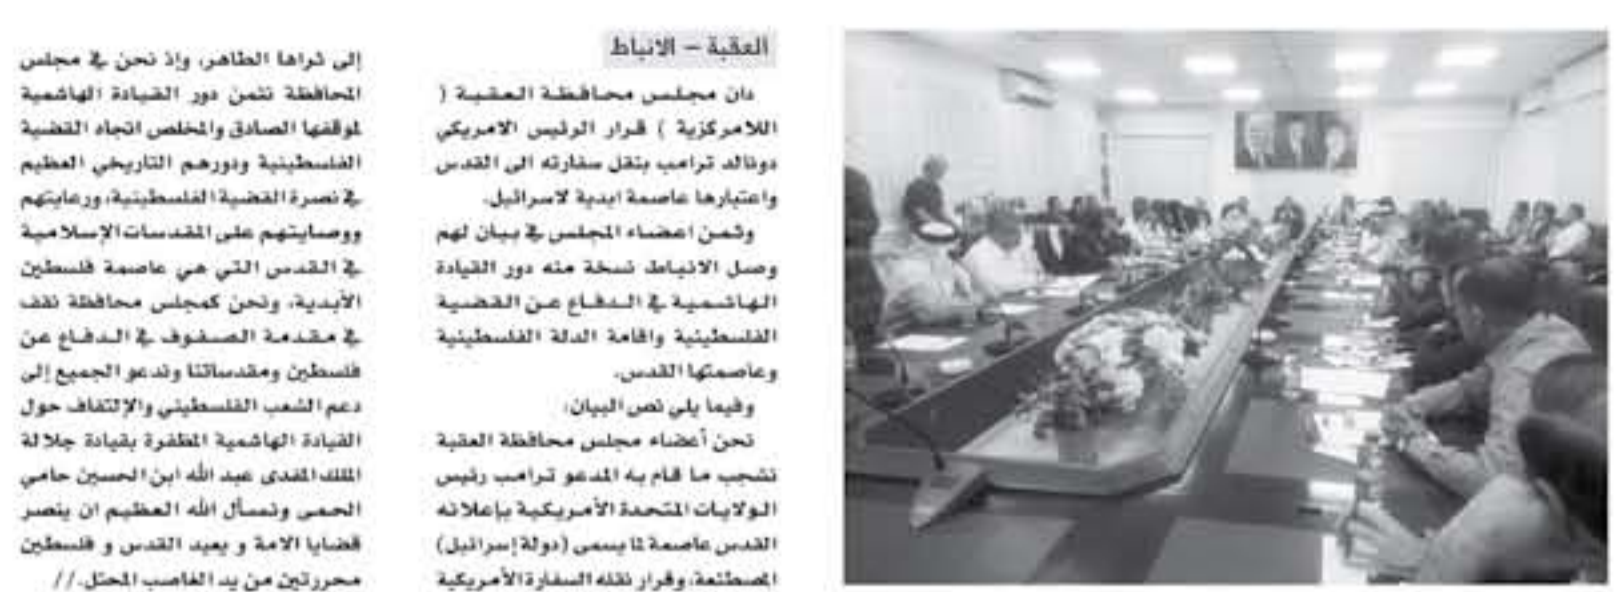 العقبة – الانباط
دان مجلس محافظة العقبة (
اللامركزية ) قرار الرئيس الامريكي
دونالد ترامب بنقل سفارته الى القدس
واعتبارها عاصمة ابدية لاسرائيل.
وثمن اعضاء المجلس في بيان لهم
وصل الانباط نسخة منه دور القيادة
الهاشمية في الدفاع عن القضية
الفلسطينية واقامة الدلة الفلسطينية
وعاصمتها القدس.
وفيما يلي نص البيان:
نحن أعضاء مجلس محافظة العقبة
نشجب ما قام به المدعو ترامب رئيس
الولايات المتحدة الأمريكية بإعلانه
القدس عاصمة لما يسمى (دولة إسرائيل)
المصطنعة، وقرار نقله السفارة الأمريكية
إلى ثراها الطاهر، وإذ نحن في مجلس
المحافظة نثمن دور القيادة الهاشمية
لموقفها الصادق والمخلص اتجاه القضية
الفلسطينية ودورهم التاريخي العظيم
في نصرة القضية الفلسطينية، ورعايتهم
ووصايتهم على المقدسات الإسلامية
في القدس التي هي عاصمة فلسطين
الأبدية، ونحن كمجلس محافظة نقف
في مقدمة الصفوف في الدفاع عن
فلسطين ومقدساتنا وندعو الجميع إلى
دعم الشعب الفلسطيني والإلتفاف حول
القيادة الهاشمية المظفرة بقيادة جلالة
الملك المفدى عبد الله ابن الحسين حامي
الحمى ونسأل الله العظيم ان ينصر
قضايا الامة و يعيد القدس و فلسطين
محررتين من يد الغاصب المحتل.//